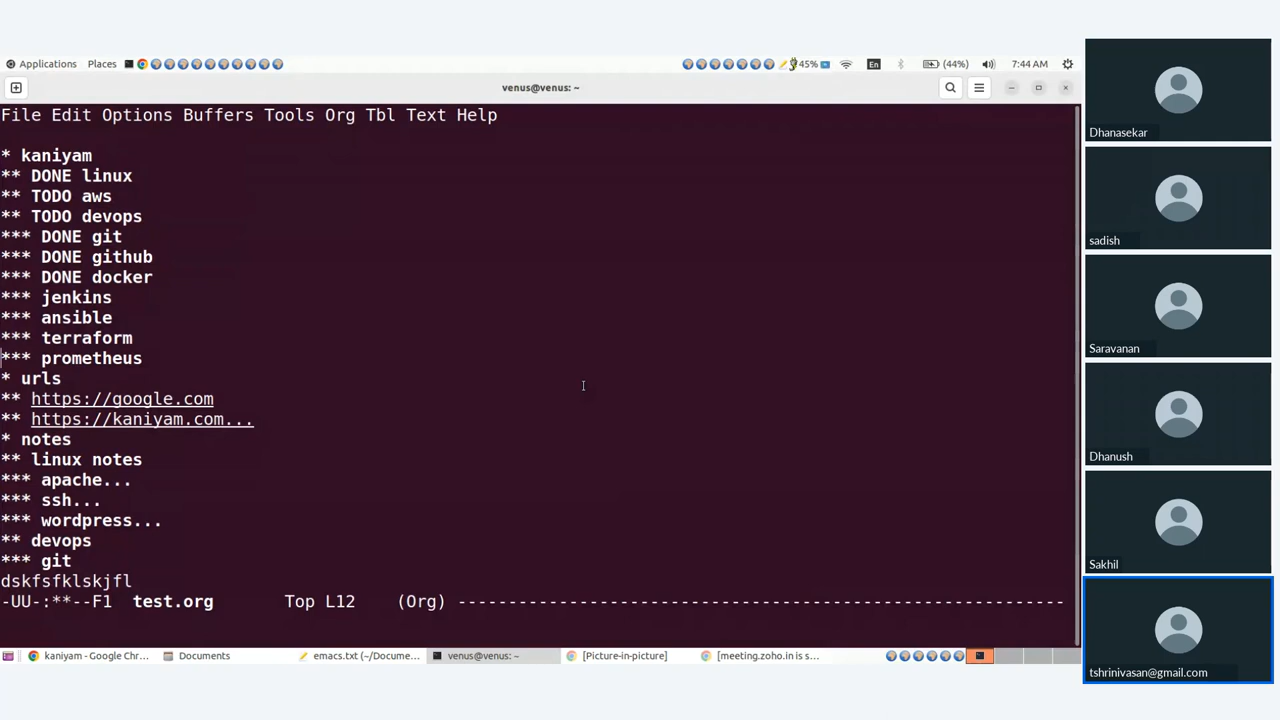 Applications Places 45% En (44%) 7:44 AM
venus@venus: ~
File Edit Options Buffers Tools Org Tbl Text Help
* kaniyam
** DONE linux
** TODO aws
** TODO devops
*** DONE git
*** DONE github
*** DONE docker
*** jenkins
*** ansible
*** terraform
*** prometheus
* urls
** https://google.com
** https://kaniyam.com...
* notes
** linux notes
*** apache...
*** ssh...
*** wordpress...
** devops
*** git
dskfsfklskjfl
-UU-:**--F1 test.org Top L12 (Org) ------------------------------------------------------------
kaniyam - Google Chr... Documents emacs.txt (~/Docume... venus@venus: ~ [Picture-in-picture] [meeting.zoho.in is s...
Dhanasekar
sadish
Saravanan
Dhanush
Sakhil
tshrinivasan@gmail.com